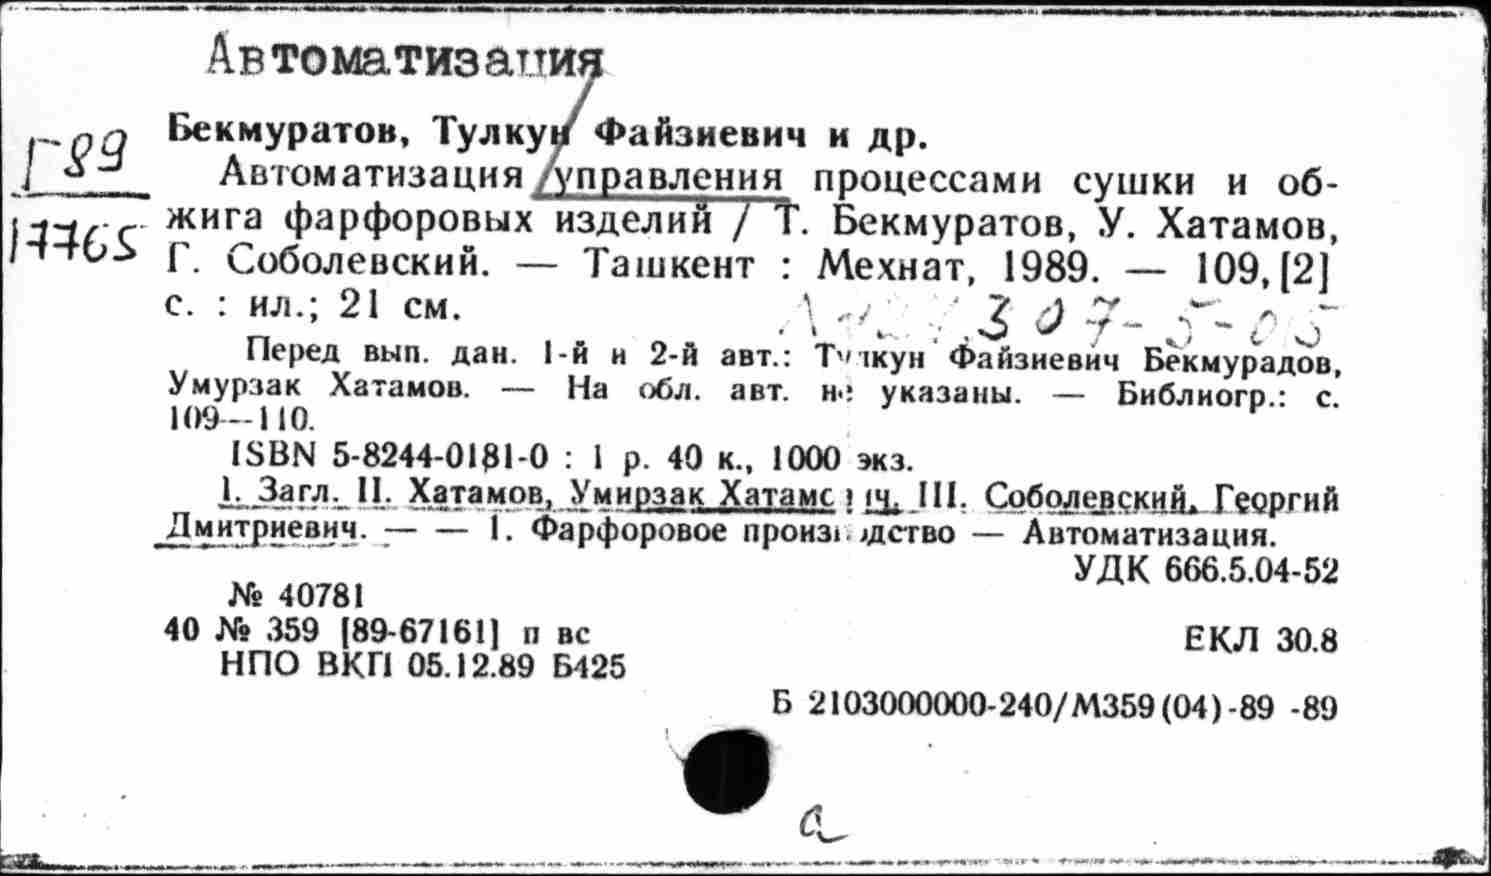 Автоматизация
Г89
17765
Бекмуратов, Тулкун Файзиевич и др.
Автоматизация управления процессами сушки и об-
жига фарфоровых изделий / Т. Бекмуратов, У. Хатамов,
Г. Соболевский. — Ташкент : Мехнат, 1989. — 109, [2]
с. : ил.; 21 см.
307-5-05
Перед вып. дан. 1-й и 2-й авт.: Тулкун Файзиевич Бекмурадов,
Умурзак Хатамов. — На обл. авт. не указаны. — Библиогр.: с.
109—110.
ISBN 5-8244-0181-0 : 1 р. 40 к., 1000 экз.
I. Загл. II. Хатамов, Умирзак Хатамович. III. Соболевский, Георгий
Дмитриевич. — — 1. Фарфоровое производство — Автоматизация.
УДК 666.5.04-52
№ 40781
40 № 359 [89-67161] п вс
ЕКЛ 30.8
НПО ВКП 05.12.89 Б425
Б 2103000000-240/М359(04)-89 -89
а